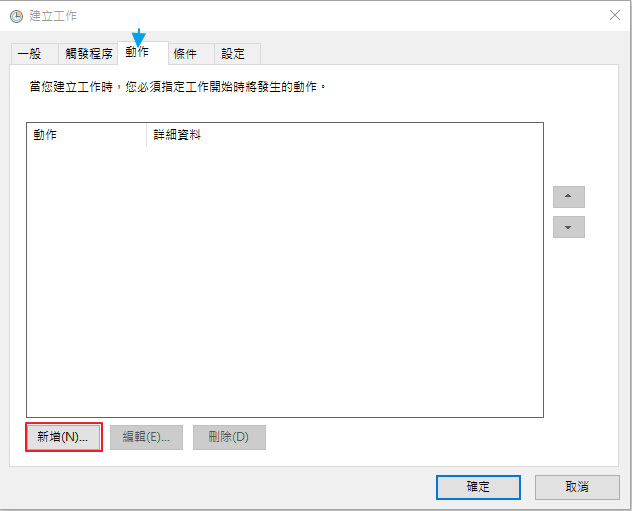 建立工作
一般 觸發程序 動作 條件 設定
當您建立工作時，您必須指定工作開始時將發生的動作。
動作 詳細資料
新增(N)... 編輯(E)... 刪除(D)
確定 取消